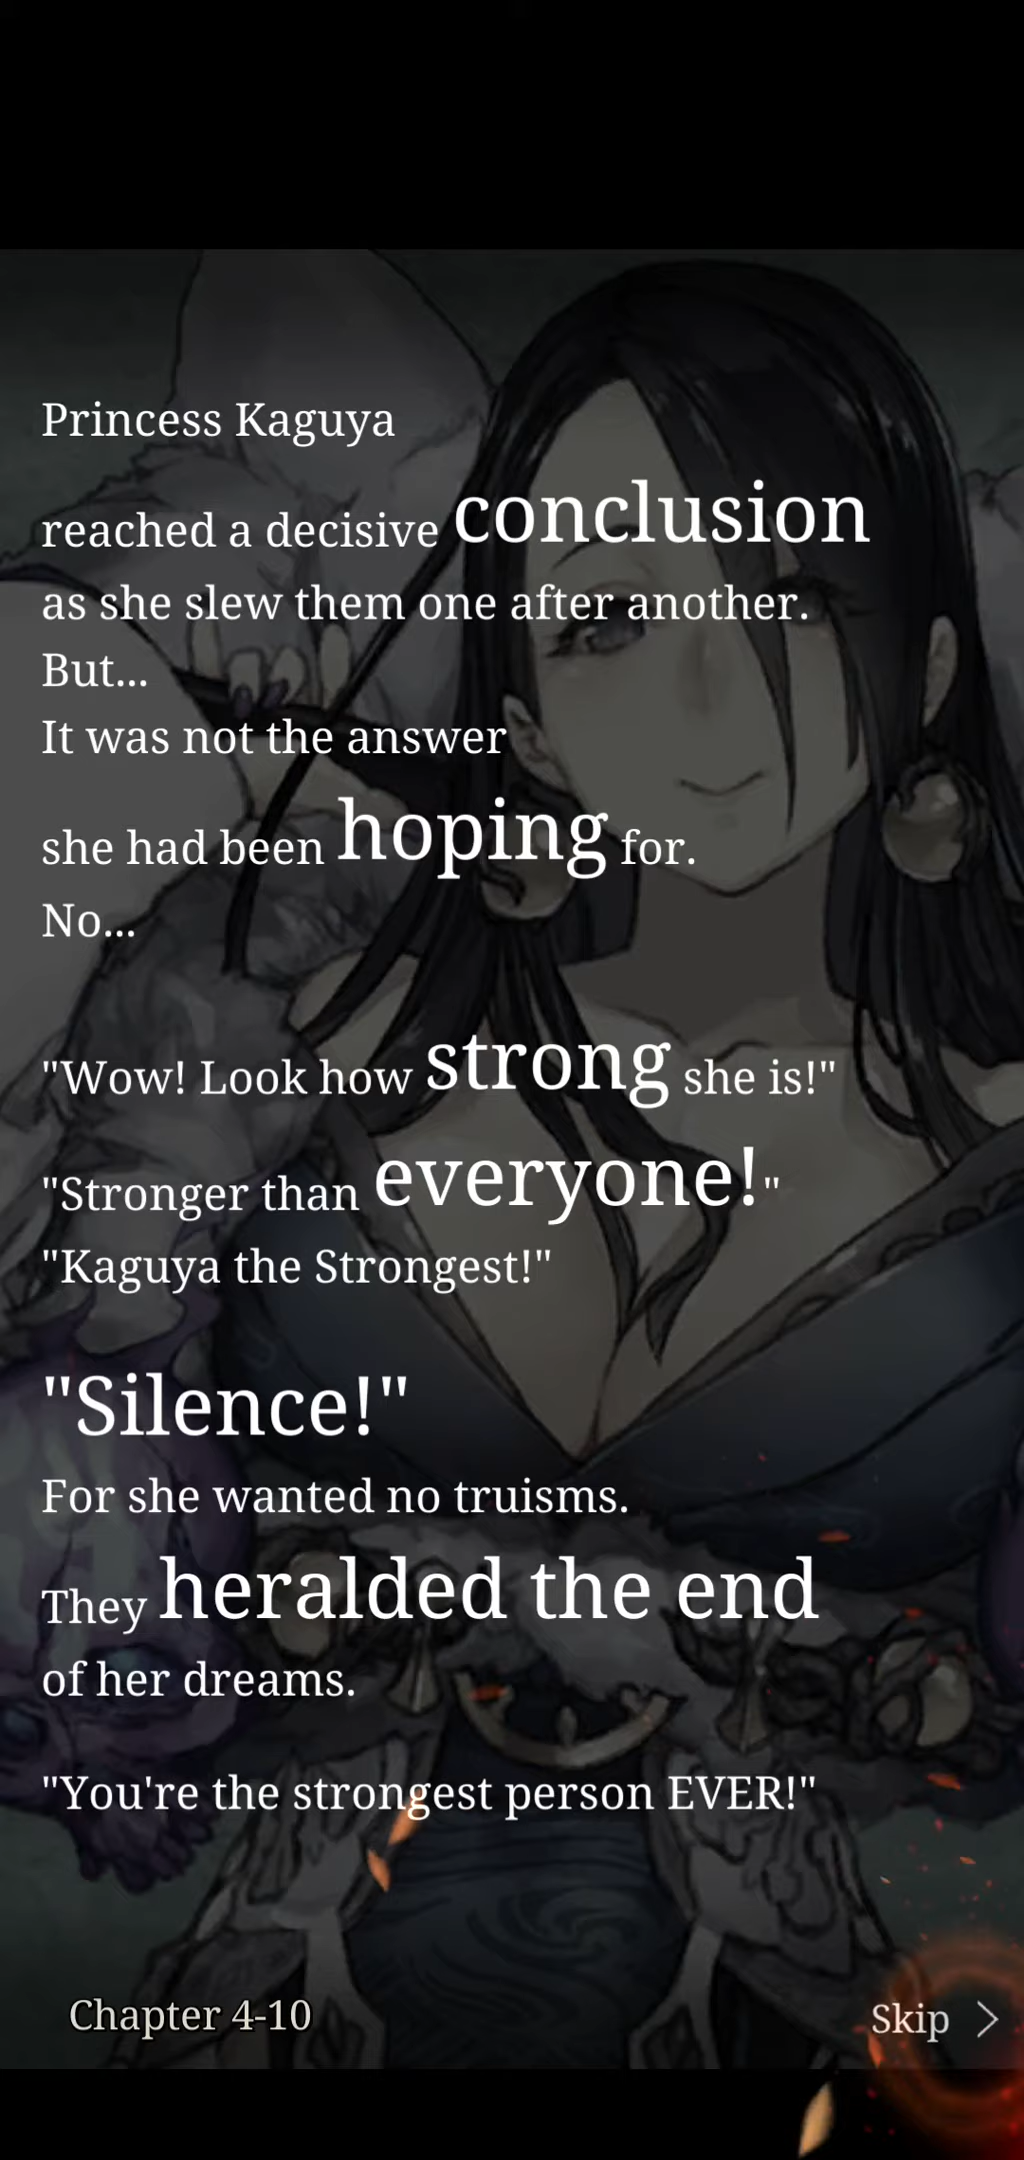 Princess Kaguya
reached a decisive conclusion
as she slew them one after another.
But...
It was not the answer
she had been hoping for.
No...
"Wow! Look how strong she is!"
"Stronger than everyone!"
"Kaguya the Strongest!"
"Silence!"
For she wanted no truisms.
They heralded the end
of her dreams.
"You're the strongest person EVER!"
Chapter 4-10
Skip >